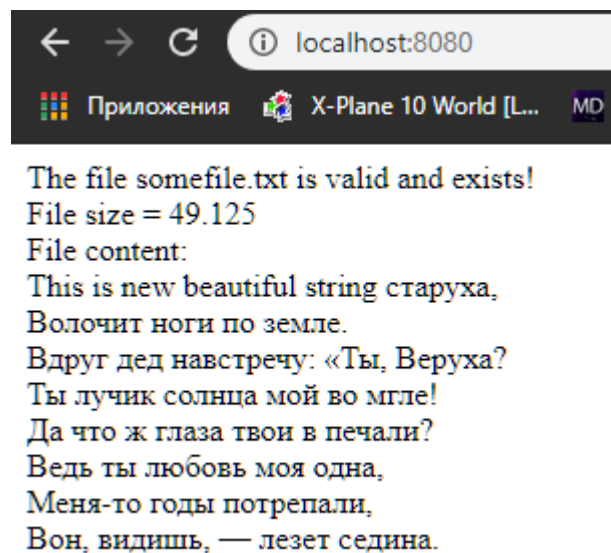 localhost:8080
Приложения X-Plane 10 World [L... MD
The file somefile.txt is valid and exists!
File size = 49.125
File content:
This is new beautiful string старуха,
Волочит ноги по земле.
Вдруг дед навстречу: «Ты, Веруха?
Ты лучик солнца мой во мгле!
Да что ж глаза твои в печали?
Ведь ты любовь моя одна,
Меня-то годы потрепали,
Вон, видишь, — лезет седина.